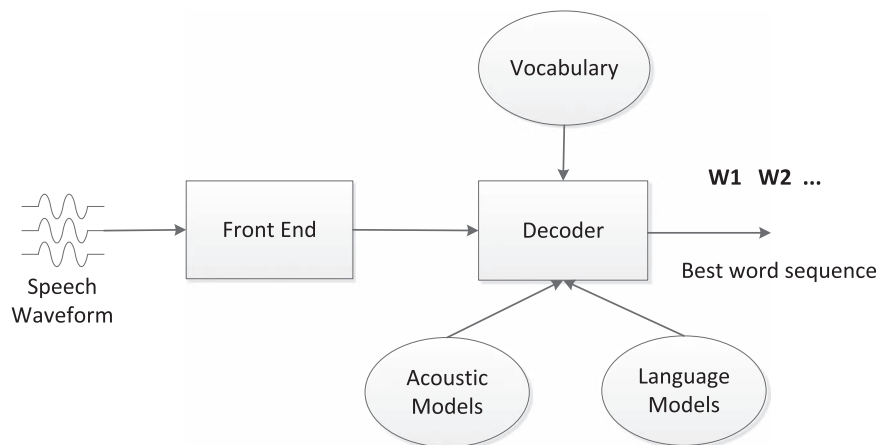 Vocabulary
W1 W2 ...
Front End
Decoder
Best word sequence
Speech
Waveform
Acoustic
Models
Language
Models